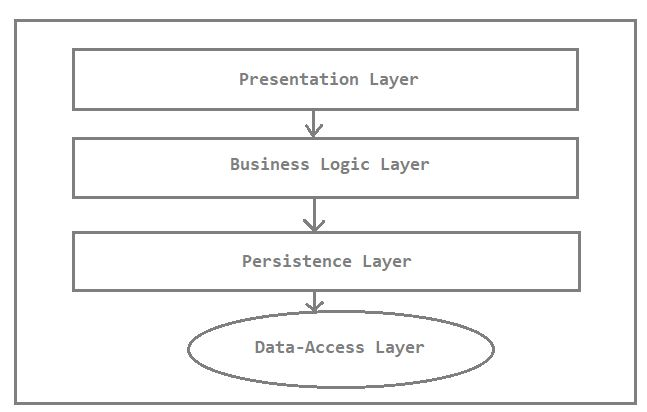 Presentation Layer
Business Logic Layer
Persistence Layer
Data-Access Layer